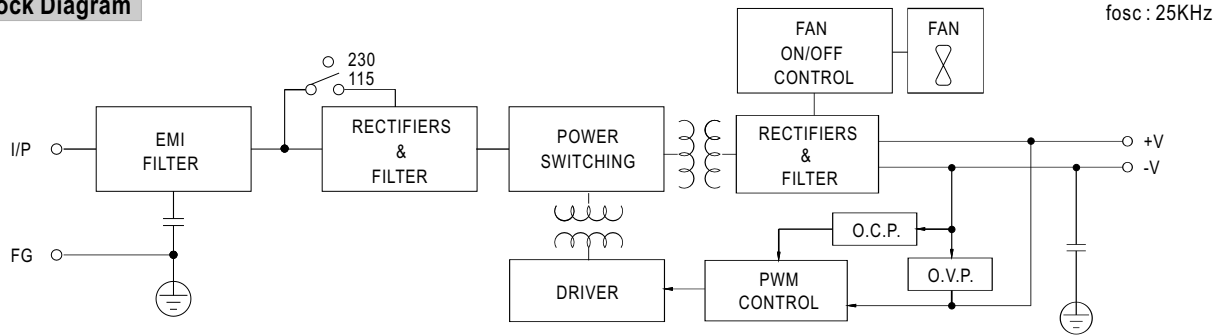 ock Diagram
fosc : 25KHz
230
115
I/P
EMI
FILTER
RECTIFIERS
&
FILTER
POWER
SWITCHING
FAN
ON/OFF
CONTROL
FAN
RECTIFIERS
&
FILTER
+V
-V
FG
DRIVER
PWM
CONTROL
O.C.P.
O.V.P.